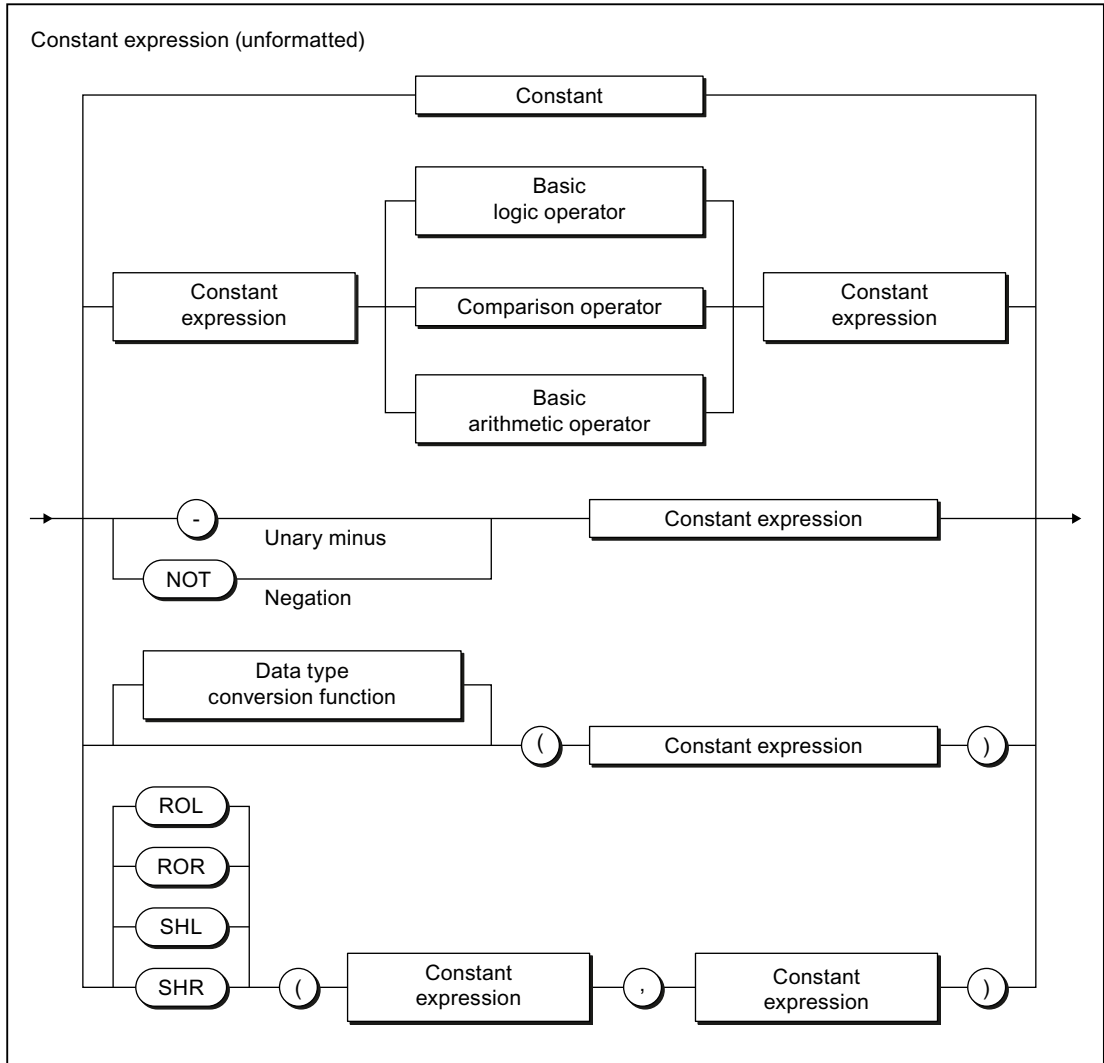 Constant expression (unformatted)
Constant
Basic
logic operator
Constant
expression
Comparison operator
Constant
expression
Basic
arithmetic operator
-
Unary minus
Constant expression
NOT
Negation
Data type
conversion function
(
Constant expression
)
ROL
ROR
SHL
SHR
(
Constant
expression
,
Constant
expression
)